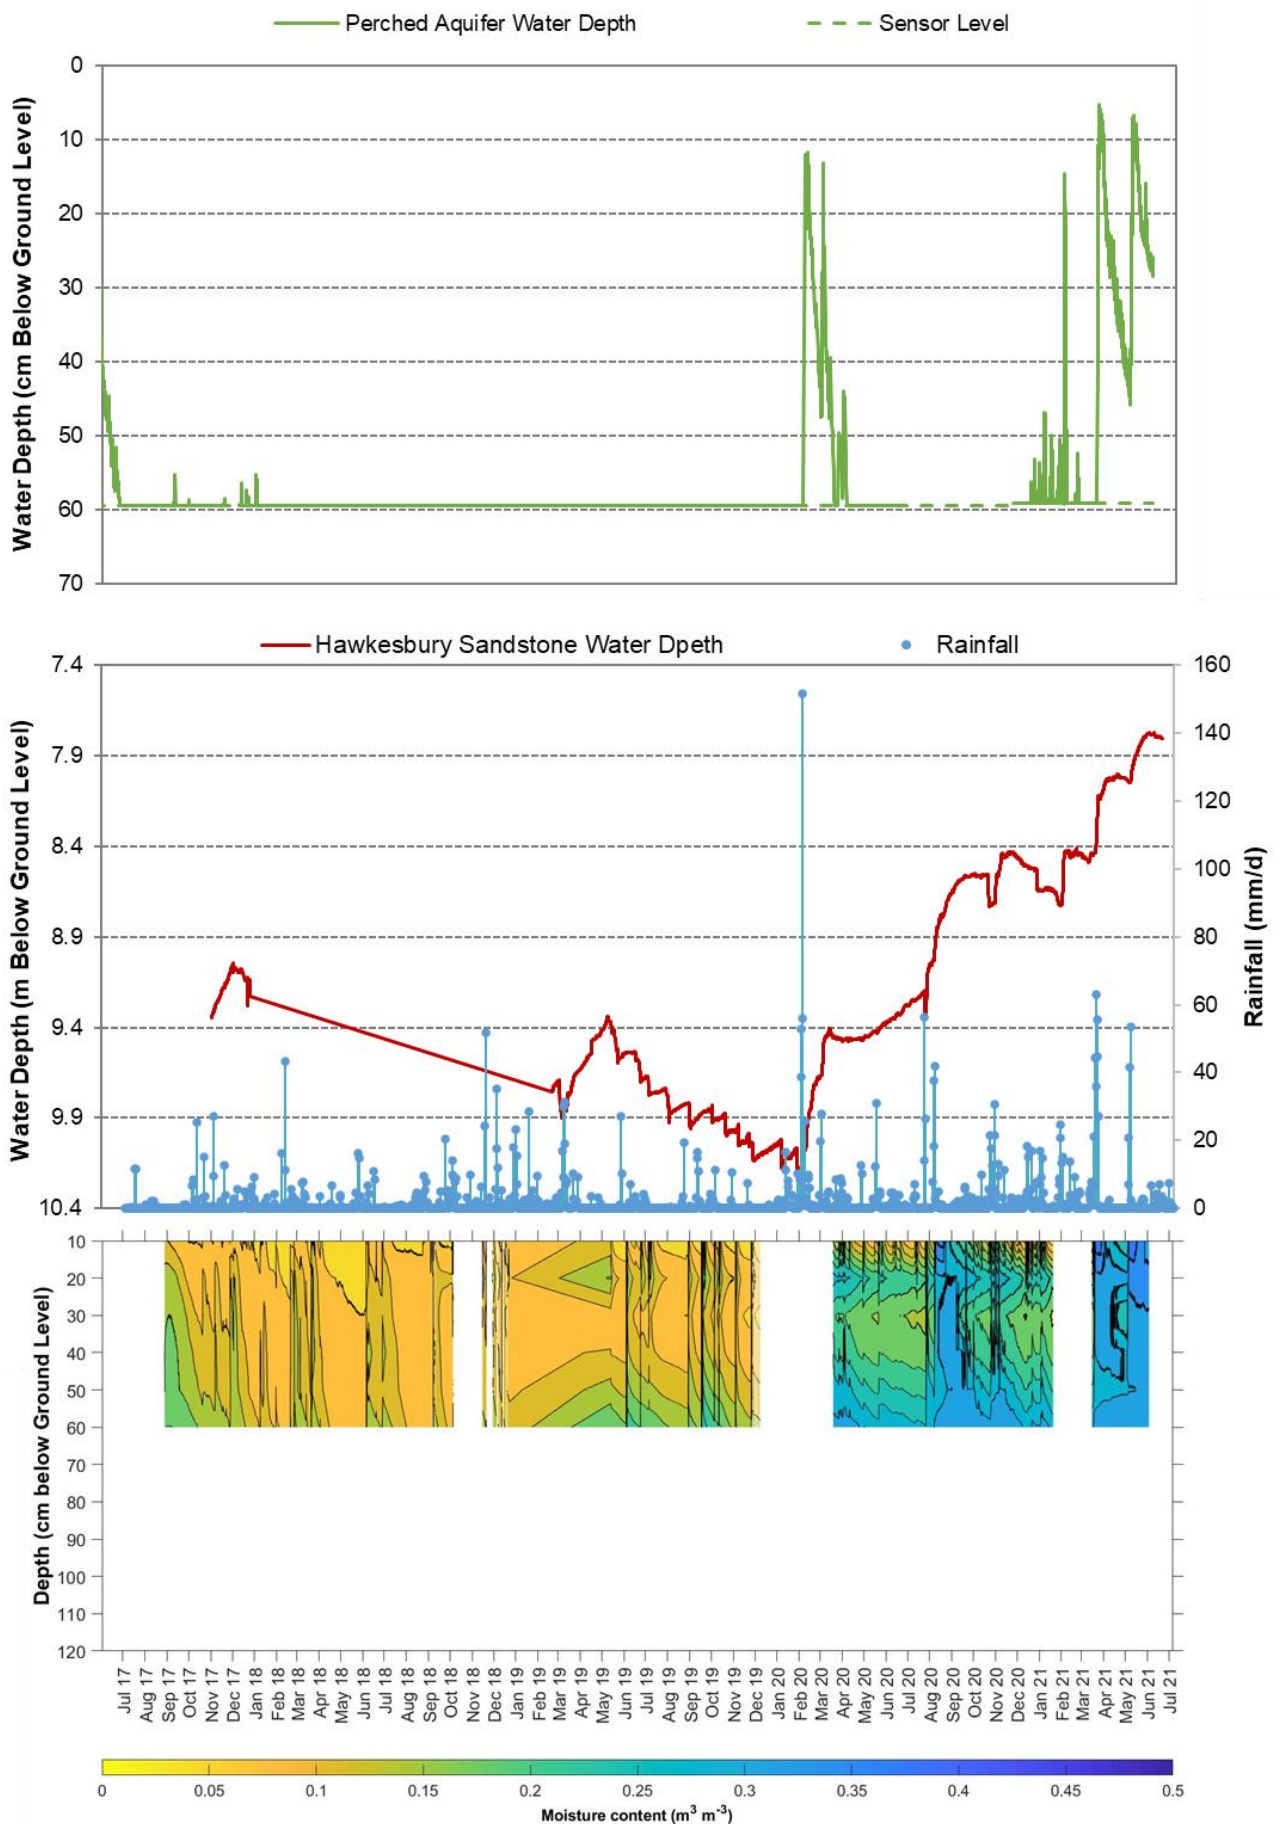 Perched Aquifer Water Depth Sensor Level
Water Depth (cm Below Ground Level)
0
10
20
30
40
50
60
70
Hawkesbury Sandstone Water Dpeth Rainfall
Water Depth (m Below Ground Level)
7.4
7.9
8.4
8.9
9.4
9.9
10.4
160
140
120
100
80
60
40
20
0
Rainfall (mm/d)
Depth (cm below Ground Level)
10
20
30
40
50
60
70
80
90
100
110
120
Jul 17
Aug 17
Sep 17
Oct 17
Nov 17
Dec 17
Jan 18
Feb 18
Mar 18
Apr 18
May 18
Jun 18
Jul 18
Aug 18
Sep 18
Oct 18
Nov 18
Dec 18
Jan 19
Feb 19
Mar 19
Apr 19
May 19
Jun 19
Jul 19
Aug 19
Sep 19
Oct 19
Nov 19
Dec 19
Jan 20
Feb 20
Mar 20
Apr 20
May 20
Jun 20
Jul 20
Aug 20
Sep 20
Oct 20
Nov 20
Dec 20
Jan 21
Feb 21
Mar 21
Apr 21
May 21
Jun 21
Jul 21
0 0.05 0.1 0.15 0.2 0.25 0.3 0.35 0.4 0.45 0.5
Moisture content (m³ m⁻³)